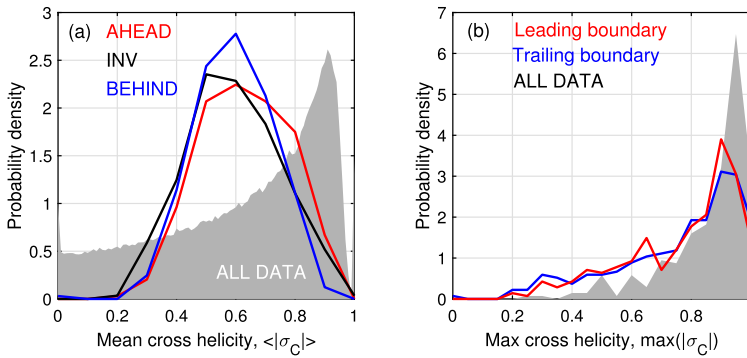 (a)
AHEAD
INV
BEHIND
ALL DATA
Probability density
3
2.5
2
1.5
1
0.5
0
0 0.2 0.4 0.6 0.8 1
Mean cross helicity, <|σC|>
(b)
Leading boundary
Trailing boundary
ALL DATA
Probability density
7
6
5
4
3
2
1
0
0 0.2 0.4 0.6 0.8 1
Max cross helicity, max(|σC|)